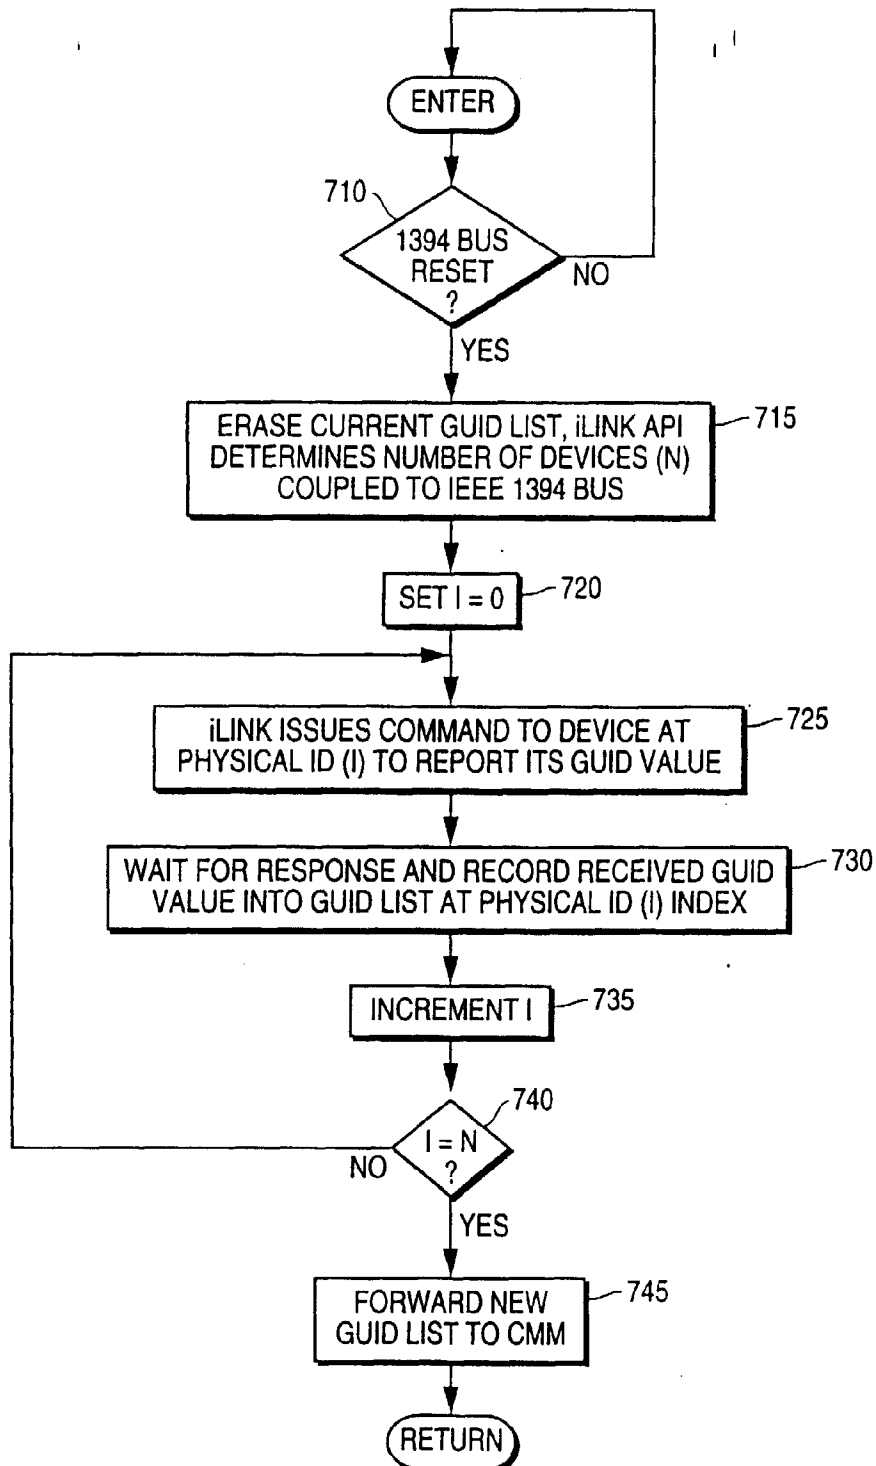 ENTER
710
1394 BUS
RESET
?
NO
YES
ERASE CURRENT GUID LIST, iLINK API
DETERMINES NUMBER OF DEVICES (N)
COUPLED TO IEEE 1394 BUS
715
SET I = 0
720
iLINK ISSUES COMMAND TO DEVICE AT
PHYSICAL ID (I) TO REPORT ITS GUID VALUE
725
WAIT FOR RESPONSE AND RECORD RECEIVED GUID
VALUE INTO GUID LIST AT PHYSICAL ID (I) INDEX
730
INCREMENT I
735
740
I = N
?
NO
YES
FORWARD NEW
GUID LIST TO CMM
745
RETURN